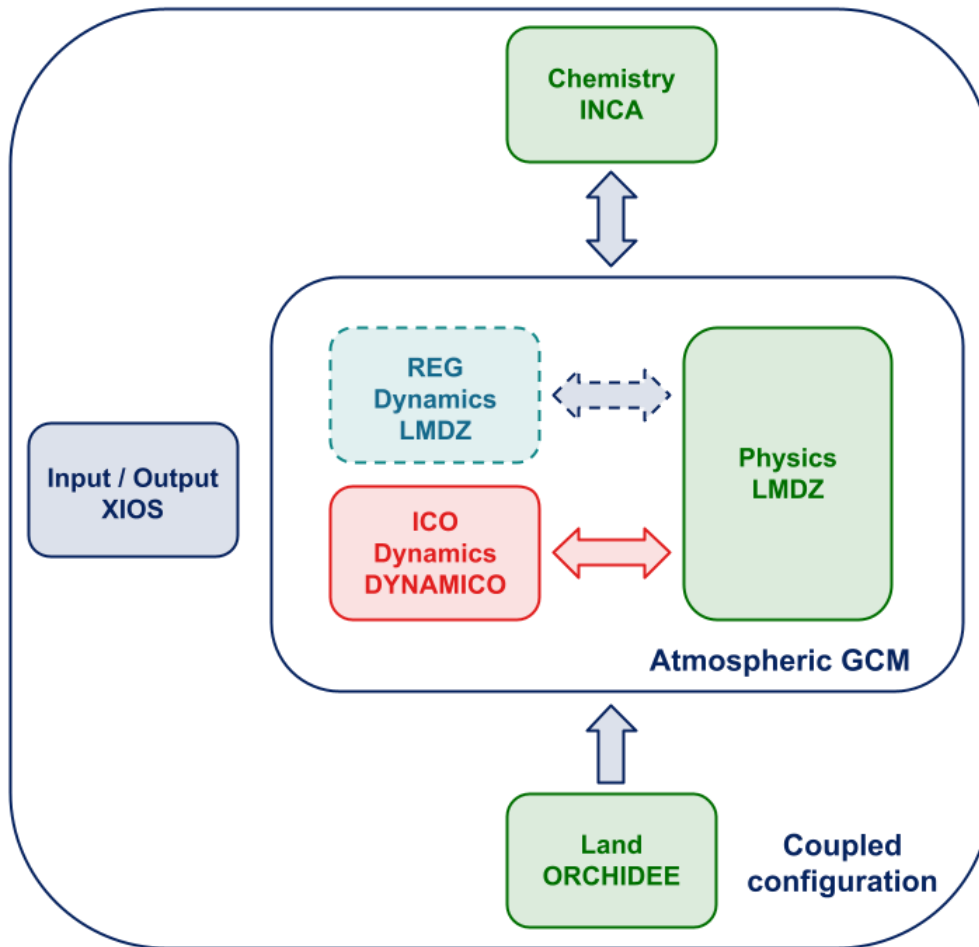 Chemistry
INCA
REG
Dynamics
LMDZ
Physics
LMDZ
Input / Output
XIOS
ICO
Dynamics
DYNAMICO
Atmospheric GCM
Land
ORCHIDEE
Coupled
configuration